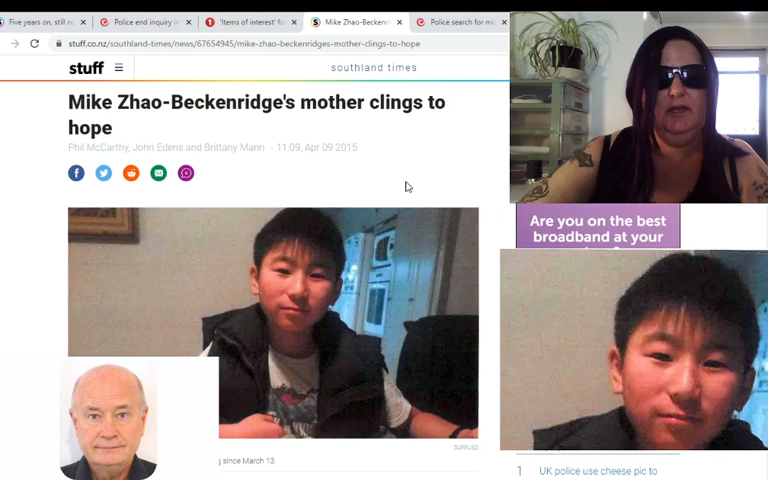 Five years on, still n
Police end inquiry in
'Items of interest' fo
Mike Zhao-Beckenri
Police search for mi
stuff.co.nz/southland-times/news/67654945/mike-zhao-beckenridges-mother-clings-to-hope
stuff
southland times
Mike Zhao-Beckenridge's mother clings to
hope
Phil McCarthy, John Edens and Brittany Mann - 11:09, Apr 09 2015
Are you on the best
broadband at your
SUPPLIED
g since March 13.
1 UK police use cheese pic to